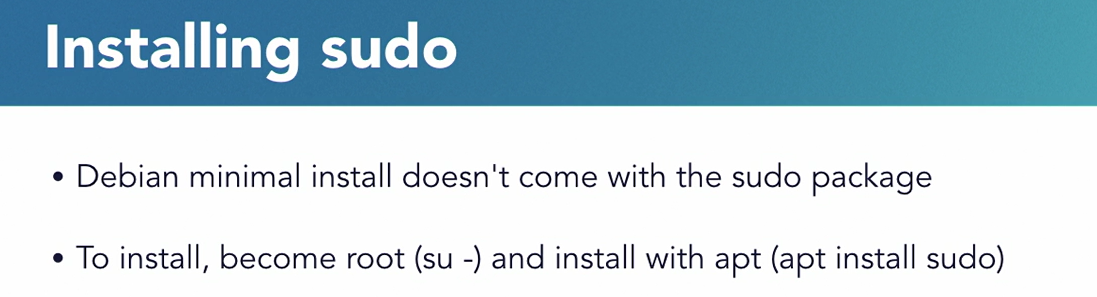 Installing sudo
• Debian minimal install doesn't come with the sudo package
• To install, become root (su -) and install with apt (apt install sudo)